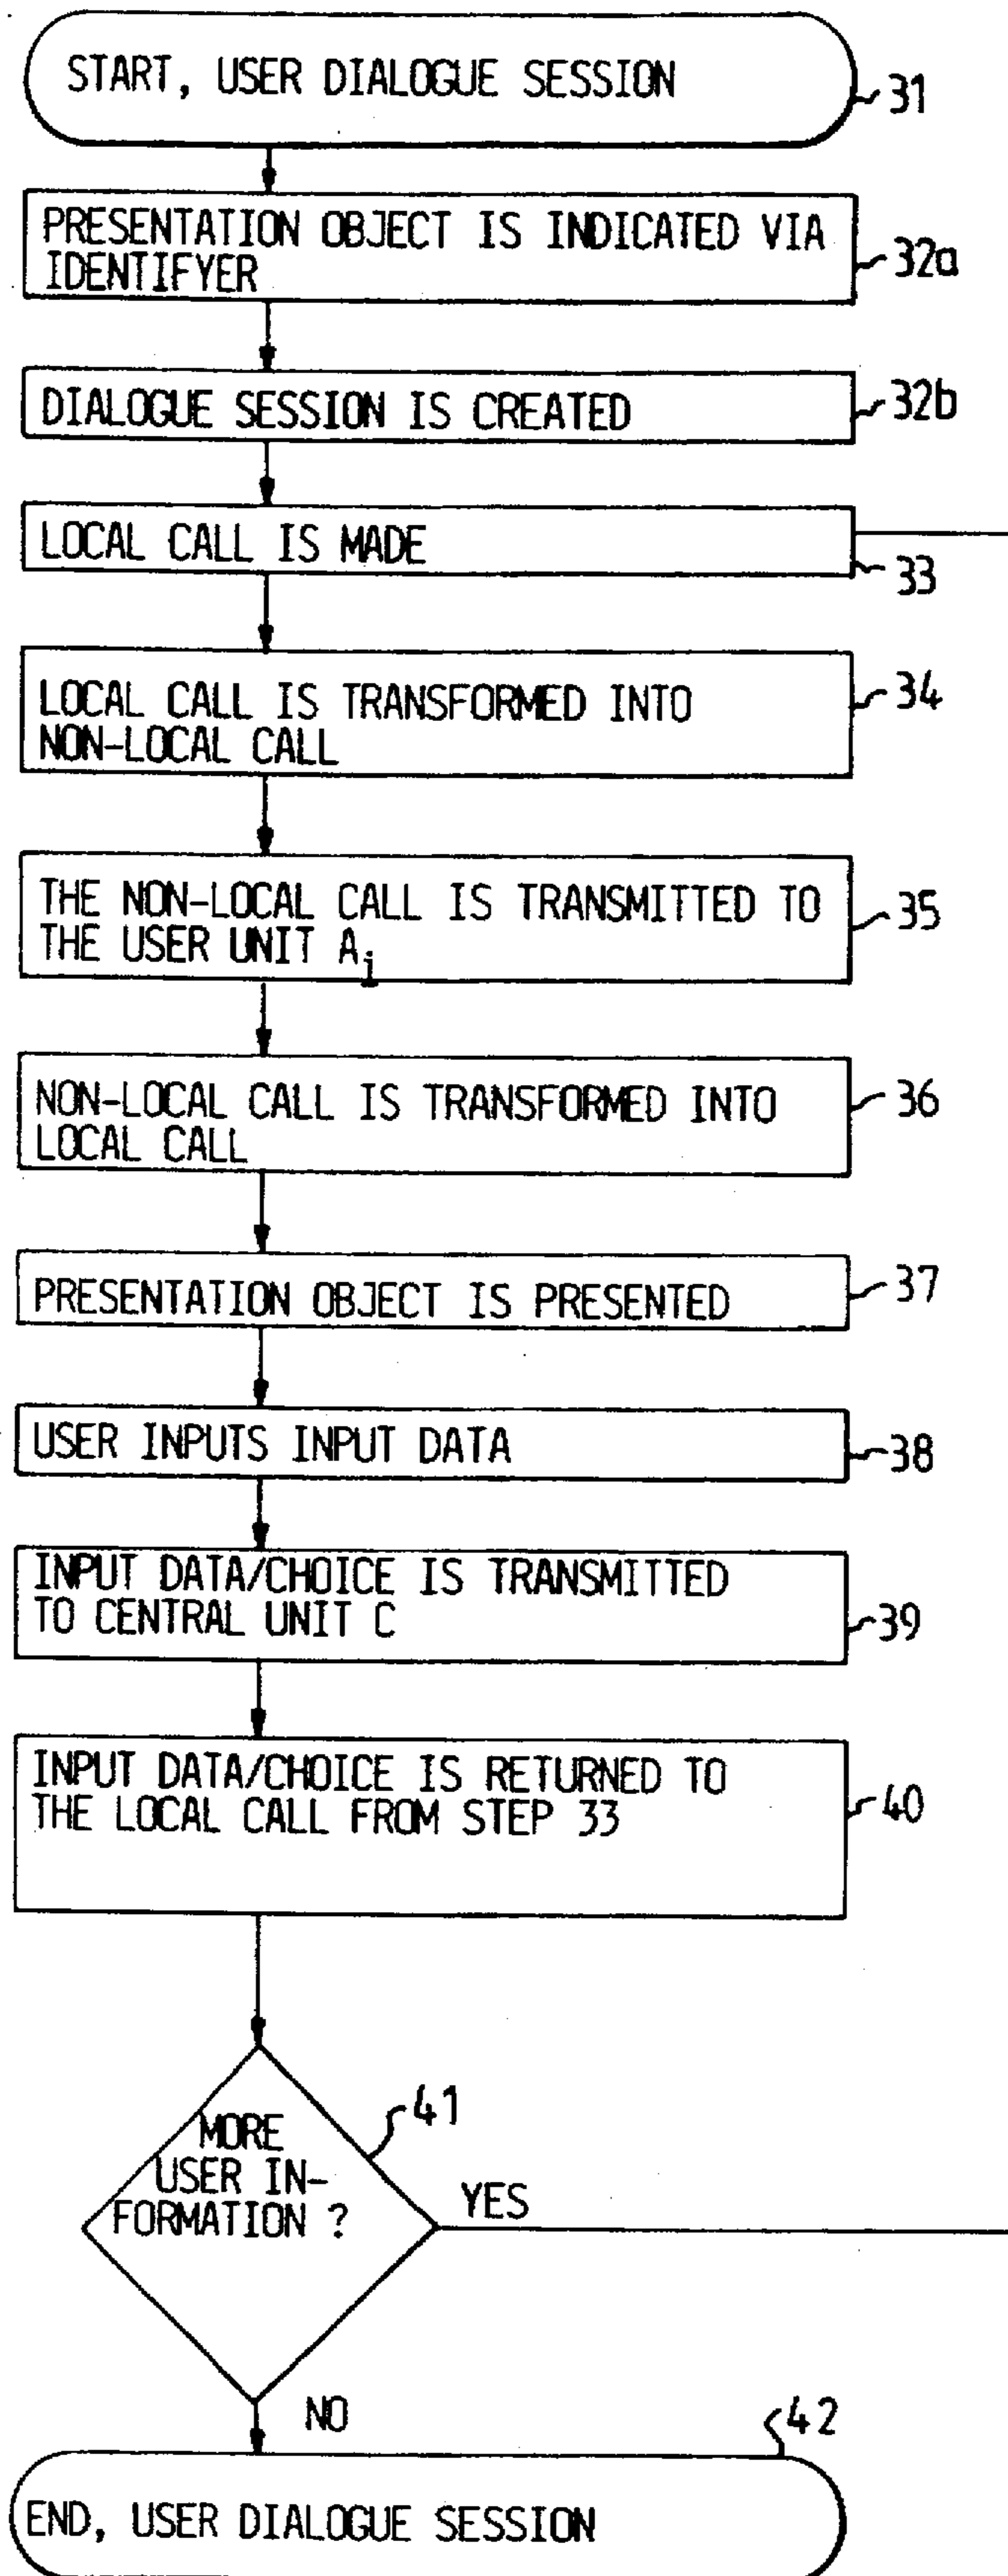 START, USER DIALOGUE SESSION
31
PRESENTATION OBJECT IS INDICATED VIA
IDENTIFYER
32a
DIALOGUE SESSION IS CREATED
32b
LOCAL CALL IS MADE
33
LOCAL CALL IS TRANSFORMED INTO
NON-LOCAL CALL
34
THE NON-LOCAL CALL IS TRANSMITTED TO
THE USER UNIT Aj
35
NON-LOCAL CALL IS TRANSFORMED INTO
LOCAL CALL
36
PRESENTATION OBJECT IS PRESENTED
37
USER INPUTS INPUT DATA
38
INPUT DATA/CHOICE IS TRANSMITTED
TO CENTRAL UNIT C
39
INPUT DATA/CHOICE IS RETURNED TO
THE LOCAL CALL FROM STEP 33
40
41
MORE
USER IN-
FORMATION ?
YES
NO
42
END, USER DIALOGUE SESSION